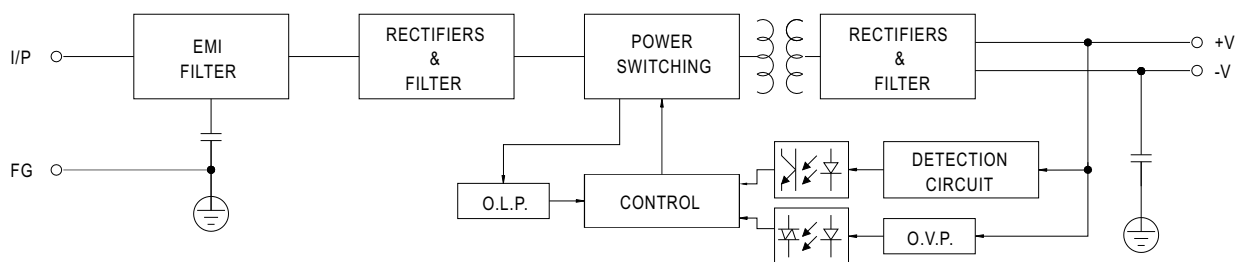 I/P
EMI
FILTER
RECTIFIERS
&
FILTER
POWER
SWITCHING
RECTIFIERS
&
FILTER
+V
-V
FG
O.L.P.
CONTROL
DETECTION
CIRCUIT
O.V.P.